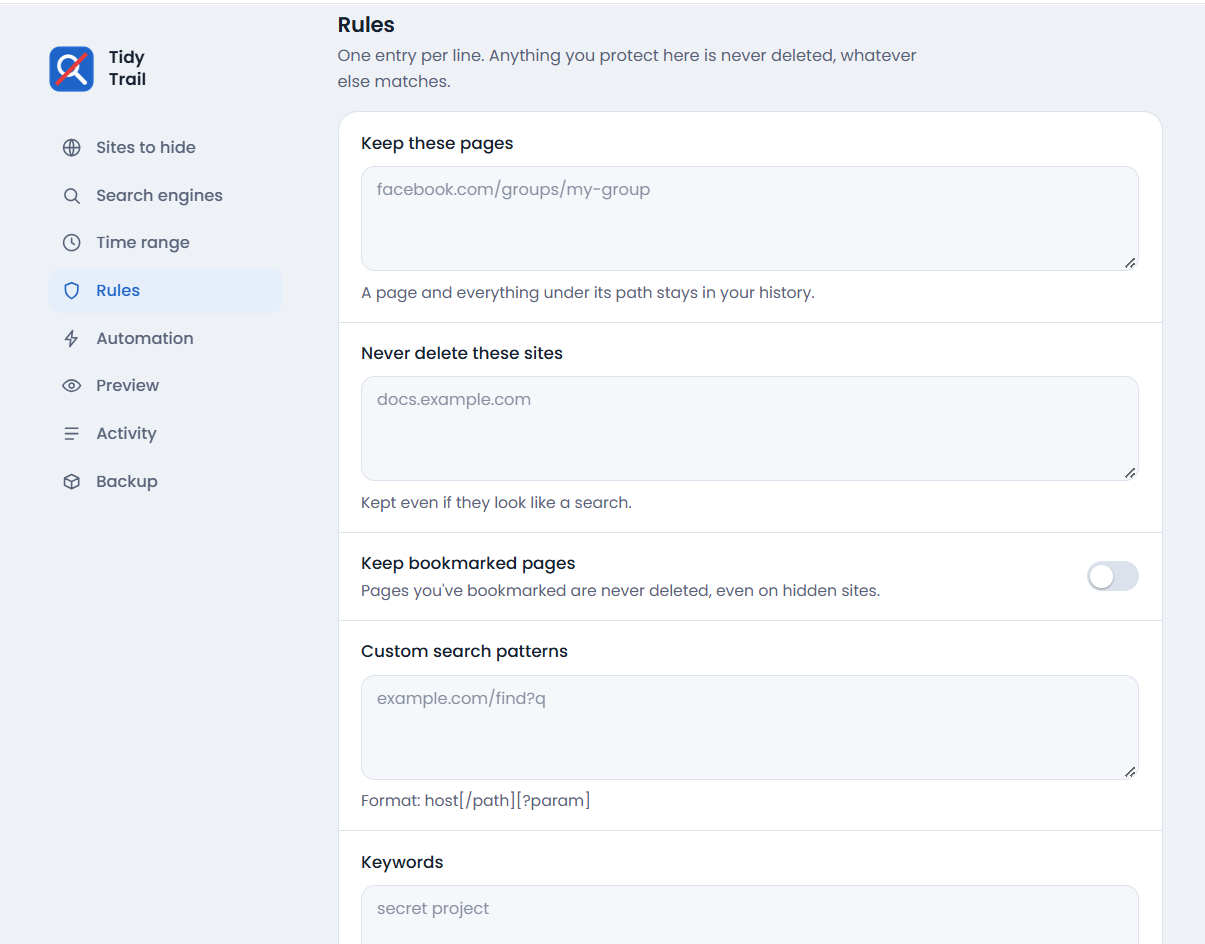 Tidy
Trail
Sites to hide
Search engines
Time range
Rules
Automation
Preview
Activity
Backup
Rules
One entry per line. Anything you protect here is never deleted, whatever
else matches.
Keep these pages
facebook.com/groups/my-group
A page and everything under its path stays in your history.
Never delete these sites
docs.example.com
Kept even if they look like a search.
Keep bookmarked pages
Pages you've bookmarked are never deleted, even on hidden sites.
Custom search patterns
example.com/find?q
Format: host[/path][?param]
Keywords
secret project